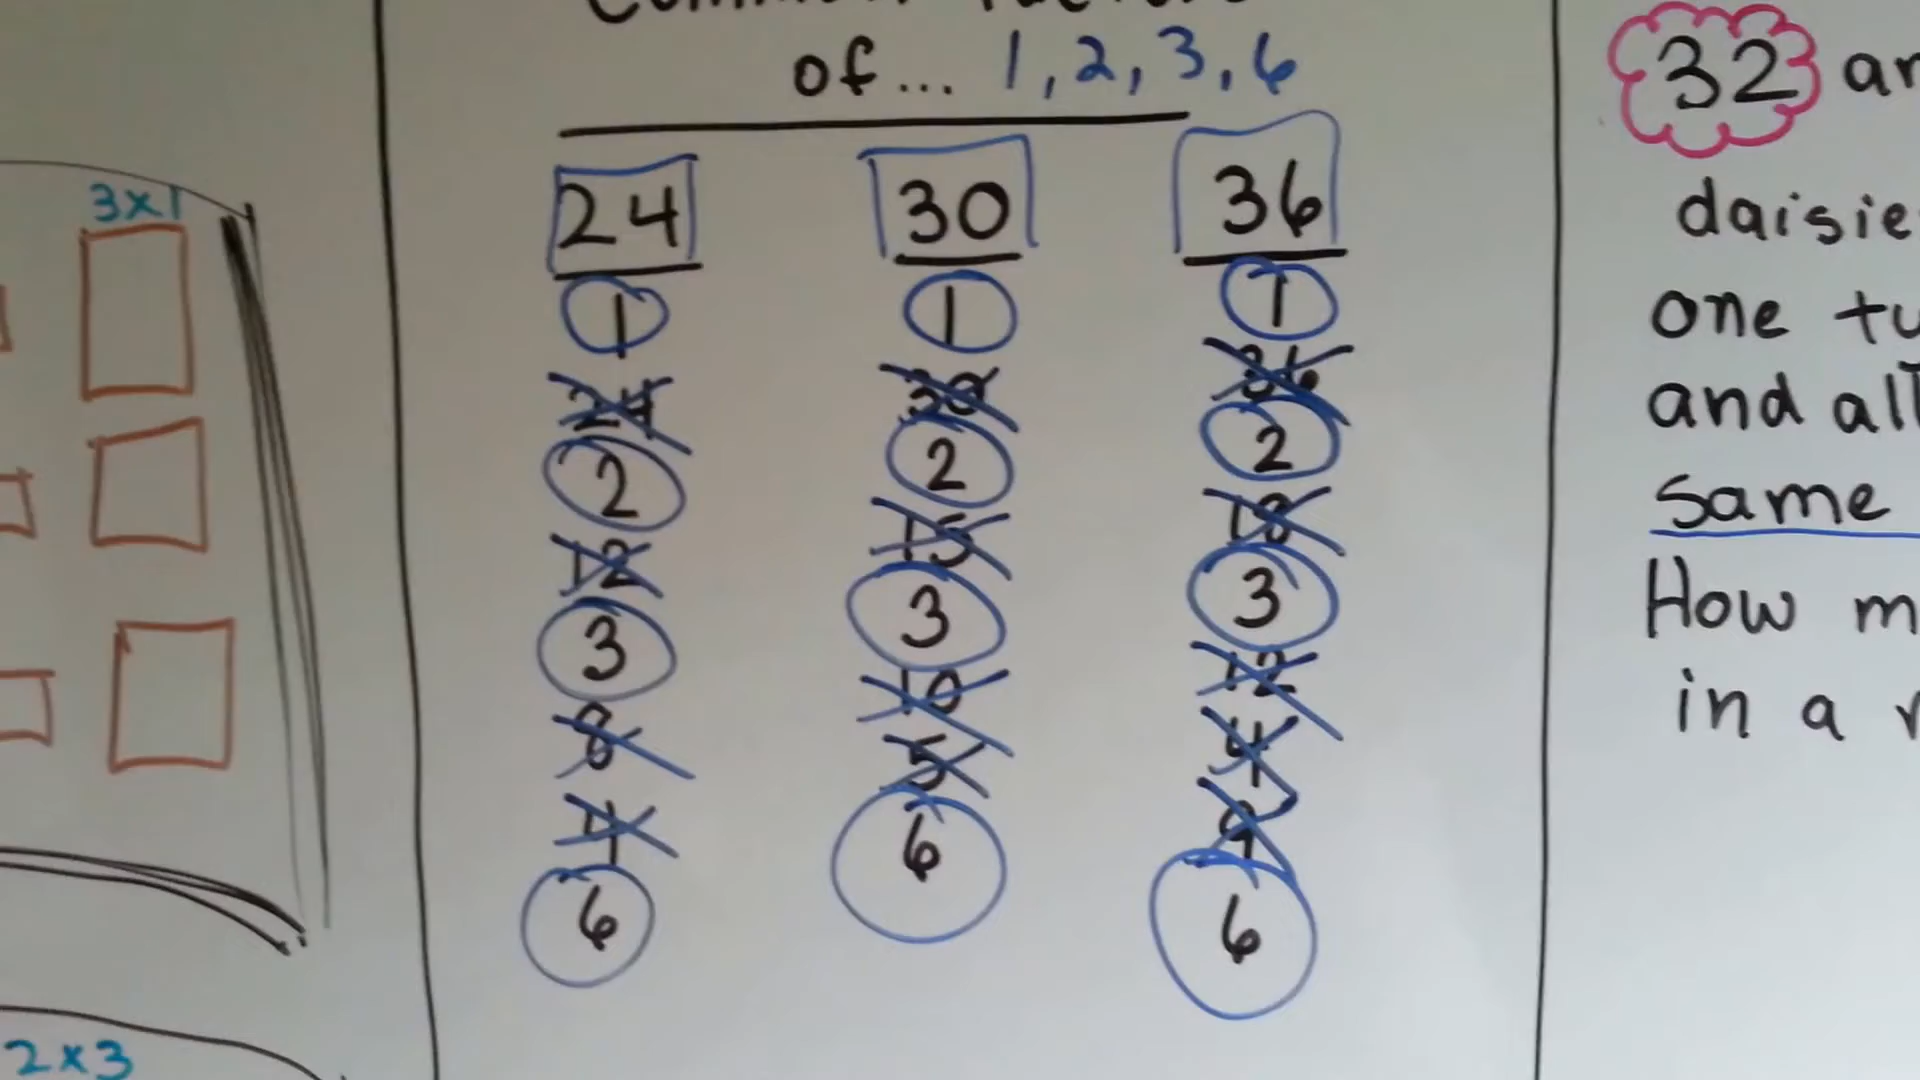 3x1
2x3
Common Factors
of... 1, 2, 3, 6
24 30 36
1 1 1
24 30 36
2 2 2
12 15 18
3 3 3
8 10 12
4 5 4
6 6 9
6
32
daisie
one
and all
same
How
in a